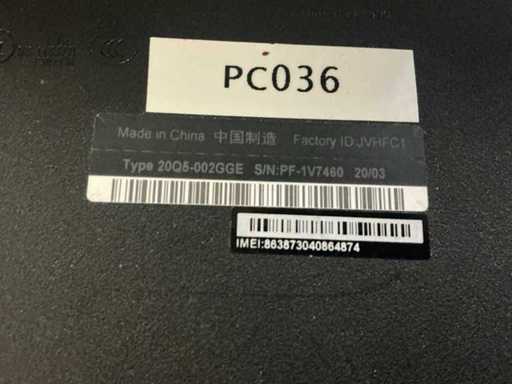 PC036
Made in China 中国制造 Factory ID:JVHFC1
Type 20Q5-002GGE S/N:PF-1V7460 20/03
IMEI:863873040864874